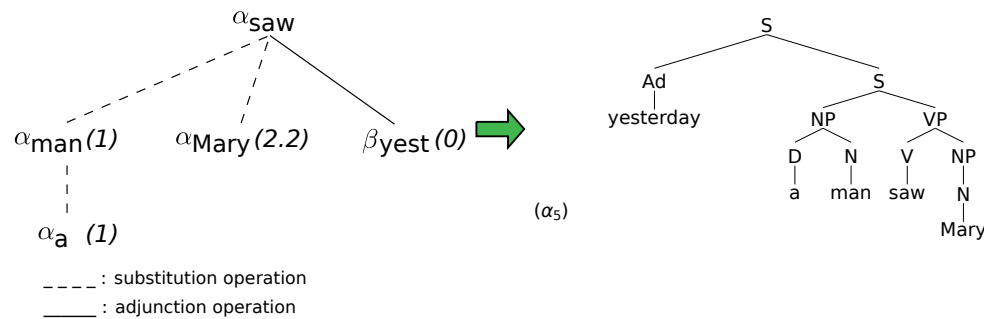 αsaw
αman(1) αMary(2.2) βyest(0)
αa (1)
_ _ _ _ : substitution operation
_____ : adjunction operation
(α5)
S
Ad S
yesterday
NP VP
D N V NP
a man saw N
Mary